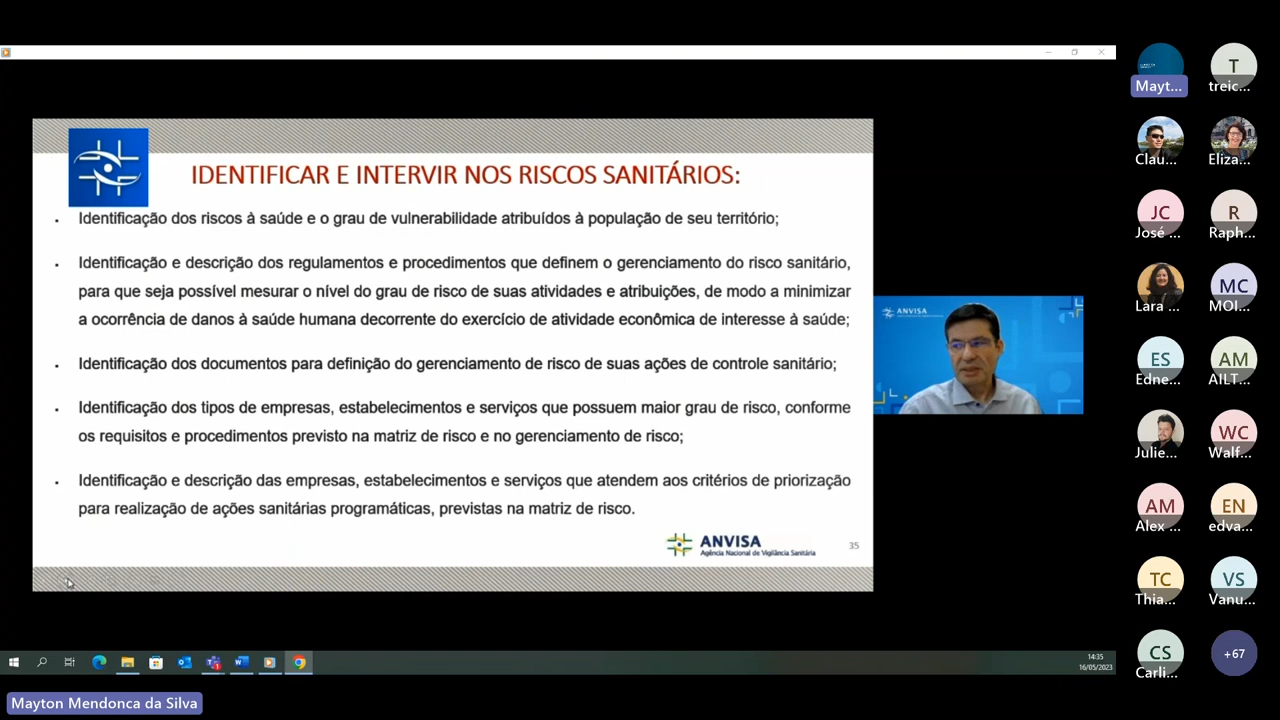 IDENTIFICAR E INTERVIR NOS RISCOS SANITÁRIOS:
Identificação dos riscos à saúde e o grau de vulnerabilidade atribuídos à população de seu território;
Identificação e descrição dos regulamentos e procedimentos que definem o gerenciamento do risco sanitário,
para que seja possível mesurar o nível do grau de risco de suas atividades e atribuições, de modo a minimizar
a ocorrência de danos à saúde humana decorrente do exercício de atividade econômica de interesse à saúde;
Identificação dos documentos para definição do gerenciamento de risco de suas ações de controle sanitário;
Identificação dos tipos de empresas, estabelecimentos e serviços que possuem maior grau de risco, conforme
os requisitos e procedimentos previsto na matriz de risco e no gerenciamento de risco;
Identificação e descrição das empresas, estabelecimentos e serviços que atendem aos critérios de priorização
para realização de ações sanitárias programáticas, previstas na matriz de risco.
ANVISA
Agência Nacional de Vigilância Sanitária
35
ANVISA
Mayt...
T
treic...
Clau...
Eliza...
JC
José ...
R
Raph...
Lara ...
MC
MOI...
ES
Edne...
AM
AILT...
Julie...
WC
Walf...
AM
Alex ...
EN
edva...
TC
Thia...
VS
Vanu...
CS
Carli...
+67
14:35
16/05/2023
Mayton Mendonca da Silva